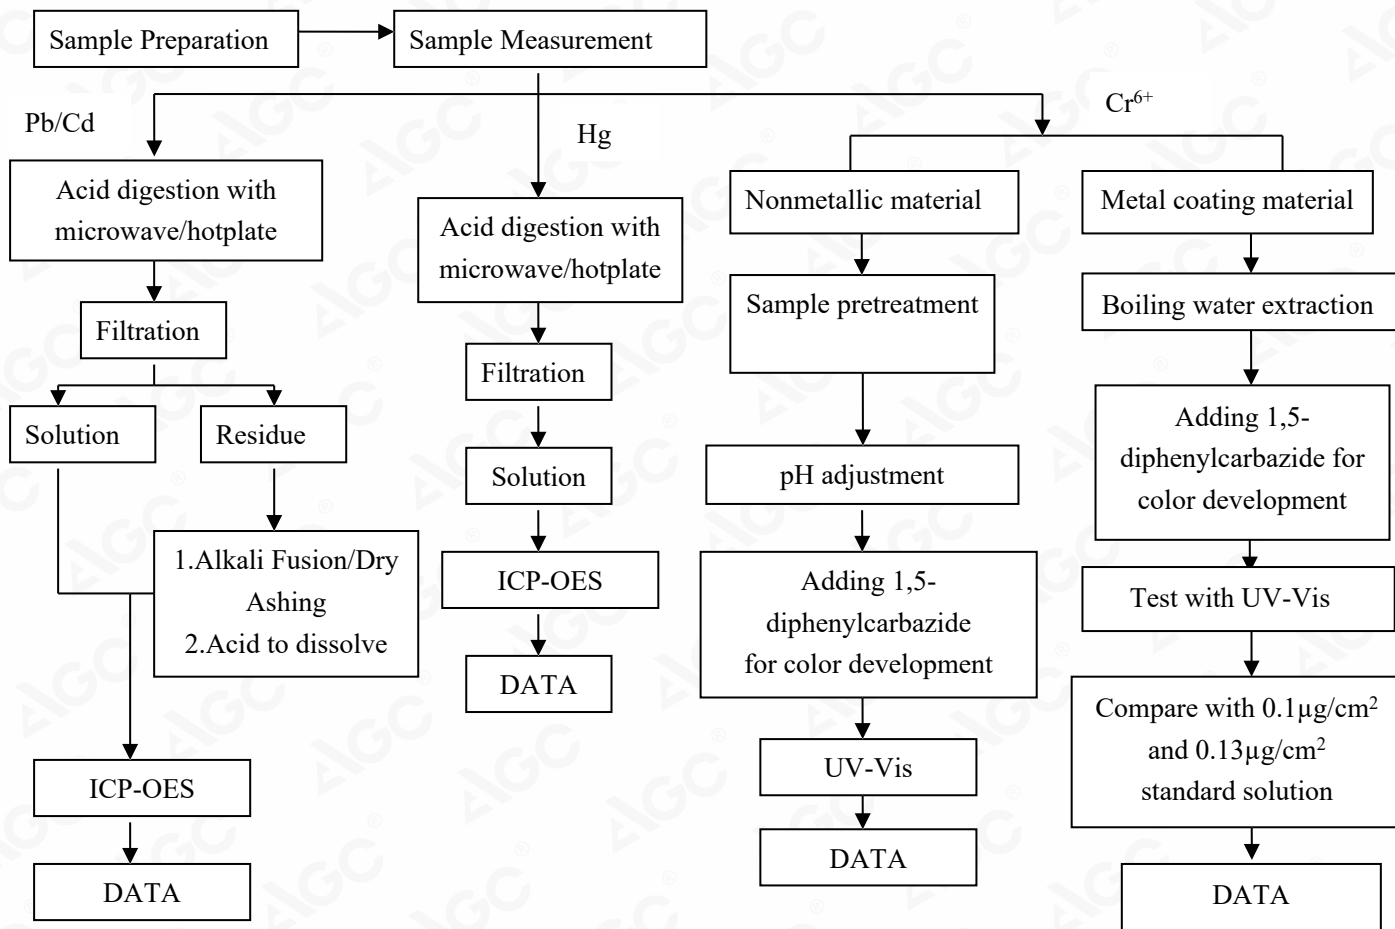 Sample Preparation
Sample Measurement
Pb/Cd
Hg
Cr⁶⁺
Acid digestion with
microwave/hotplate
Filtration
Solution
Residue
1.Alkali Fusion/Dry
Ashing
2.Acid to dissolve
ICP-OES
DATA
Acid digestion with
microwave/hotplate
Filtration
Solution
ICP-OES
DATA
Nonmetallic material
Sample pretreatment
pH adjustment
Adding 1,5-
diphenylcarbazide
for color development
UV-Vis
DATA
Metal coating material
Boiling water extraction
Adding 1,5-
diphenylcarbazide for
color development
Test with UV-Vis
Compare with 0.1µg/cm²
and 0.13µg/cm²
standard solution
DATA
AGC®